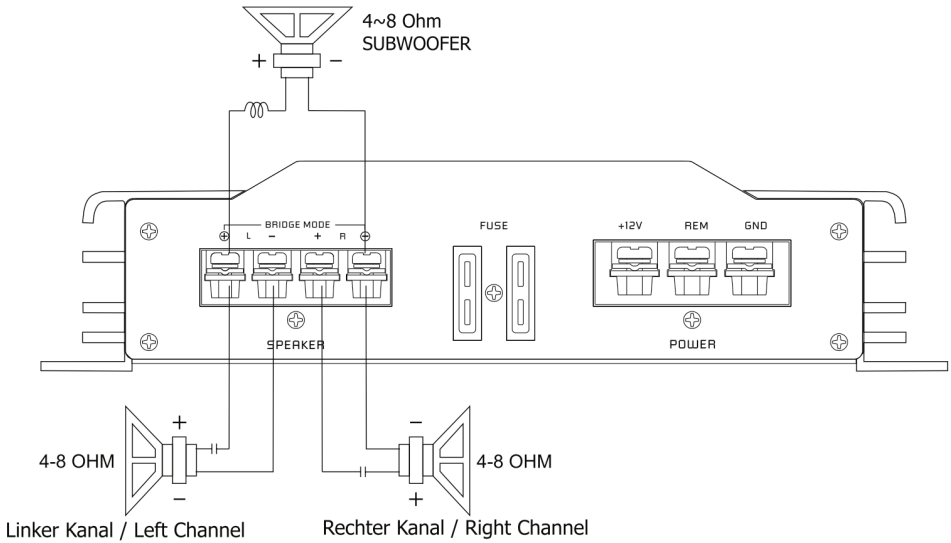 4~8 Ohm
SUBWOOFER
+ −
BRIDGE MODE
⊕ L − + R ⊖
FUSE
+12V REM GND
SPEAKER
POWER
+
−
4-8 OHM
−
+
4-8 OHM
Linker Kanal / Left Channel
Rechter Kanal / Right Channel